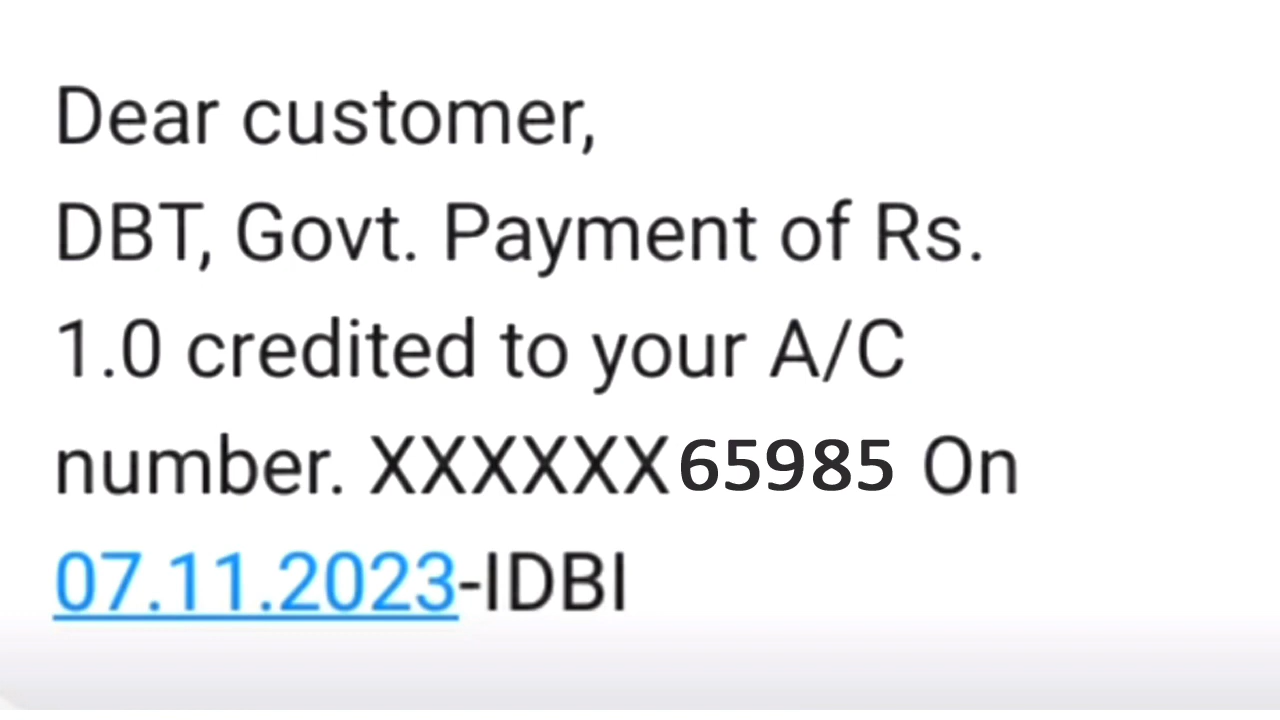 Dear customer,
DBT, Govt. Payment of Rs.
1.0 credited to your A/C
number. XXXXXX65985 On
07.11.2023-IDBI